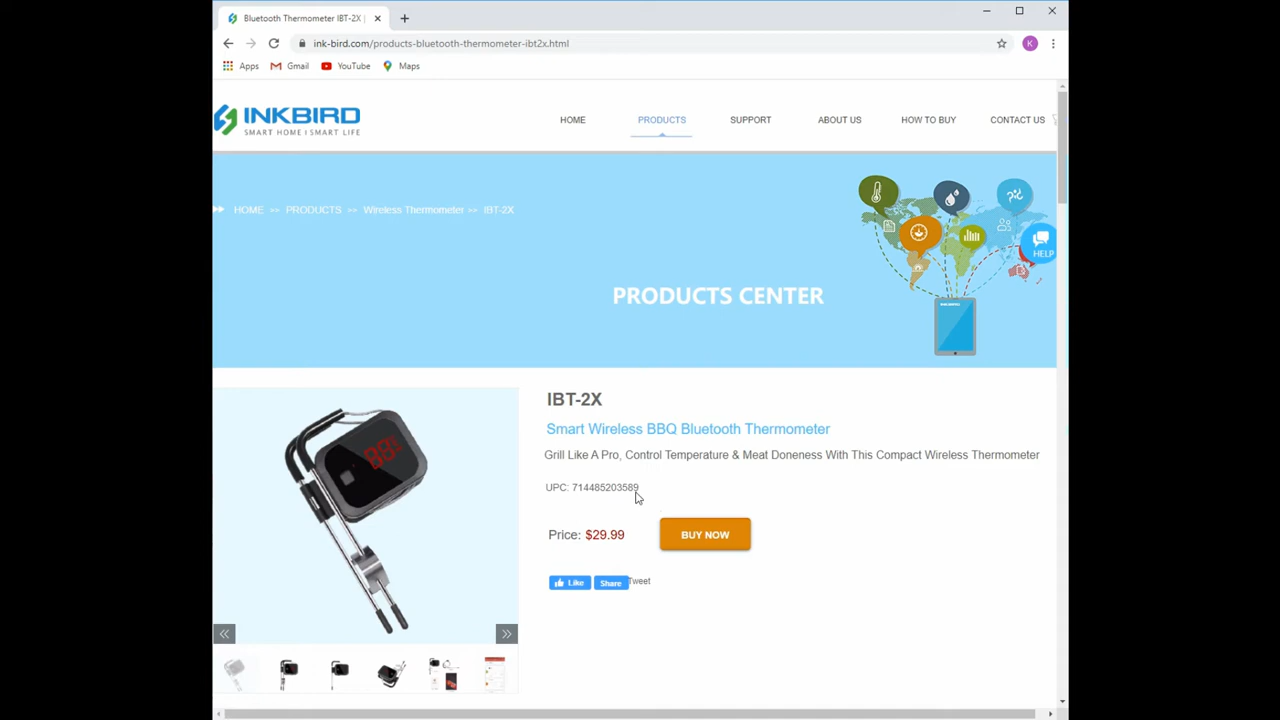 Bluetooth Thermometer IBT-2X |
ink-bird.com/products-bluetooth-thermometer-ibt2x.html
K
Apps Gmail YouTube Maps
INKBIRD
SMART HOME | SMART LIFE
HOME PRODUCTS SUPPORT ABOUT US HOW TO BUY CONTACT US
HOME >> PRODUCTS >> Wireless Thermometer >> IBT-2X
HELP
PRODUCTS CENTER
INKBIRD
IBT-2X
Smart Wireless BBQ Bluetooth Thermometer
Grill Like A Pro, Control Temperature & Meat Doneness With This Compact Wireless Thermometer
UPC: 714485203589
Price: $29.99 BUY NOW
Like Share Tweet